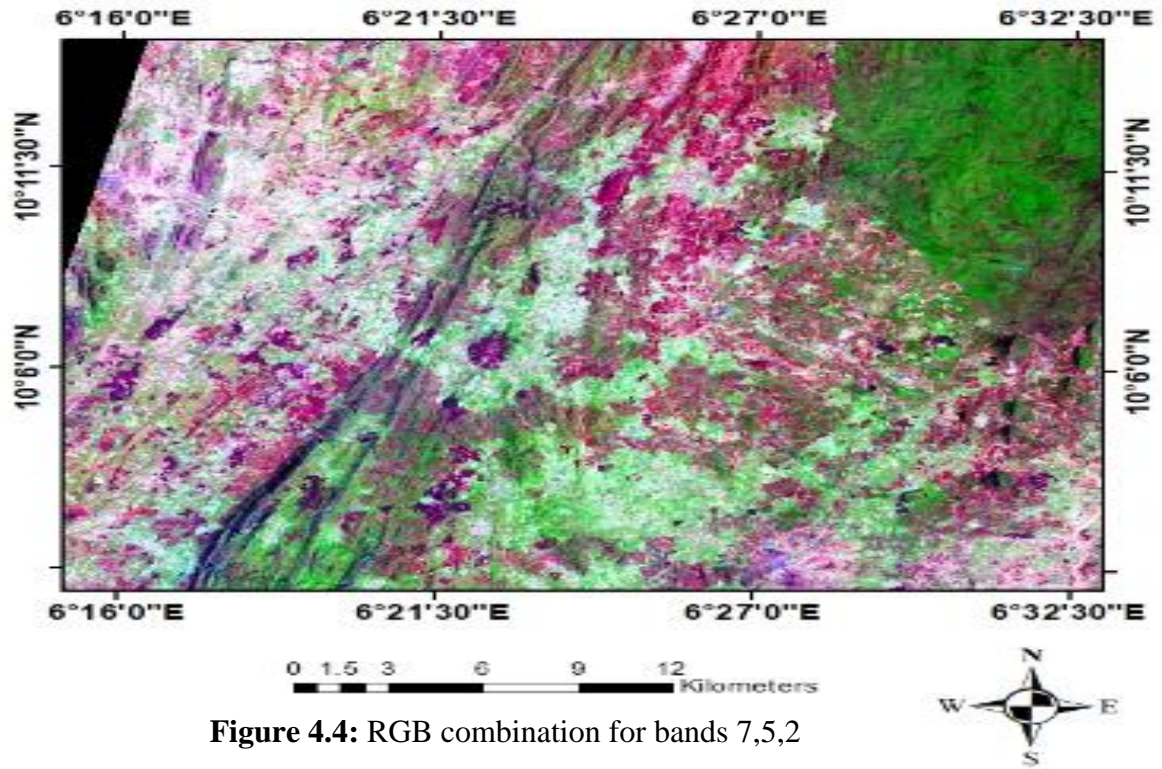 6°16'0"E 6°21'30"E 6°27'0"E 6°32'30"E
10°11'30"N 10°11'30"N
10°6'0"N 10°6'0"N
6°16'0"E 6°21'30"E 6°27'0"E 6°32'30"E
0 1.5 3 6 9 12
Kilometers
N
W E
S
Figure 4.4: RGB combination for bands 7,5,2